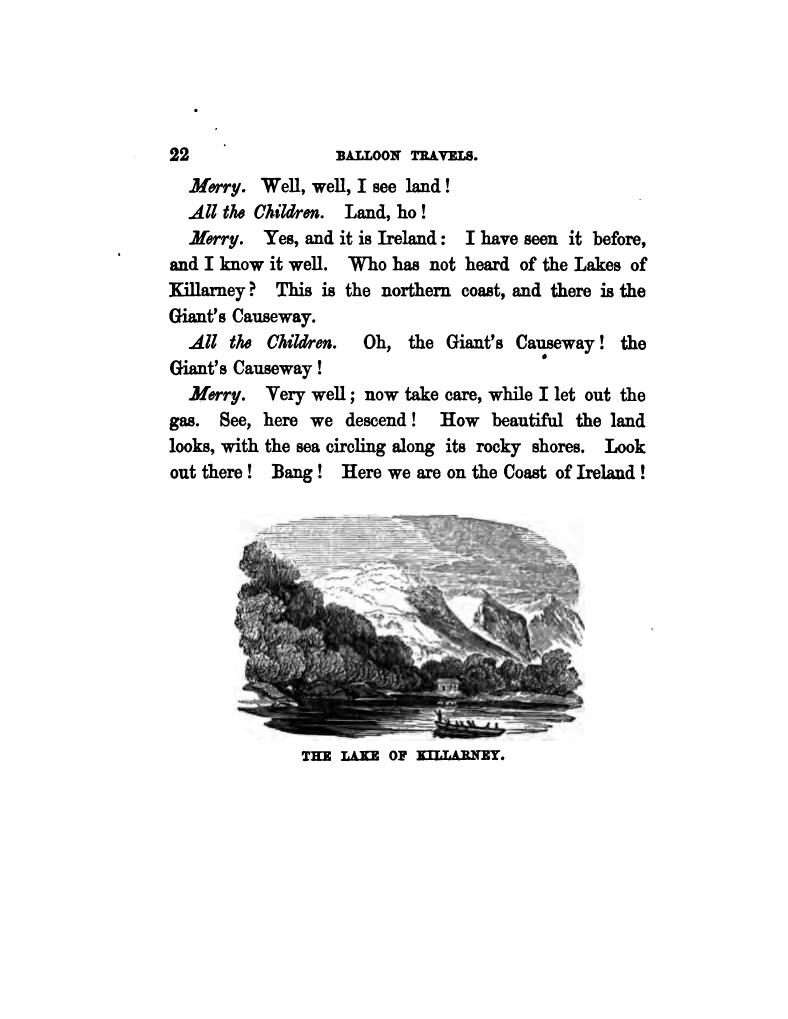 22 BALLOON TRAVELS.
Merry. Well, well, I see land!
All the Children. Land, ho!
Merry. Yes, and it is Ireland: I have seen it before,
and I know it well. Who has not heard of the Lakes of
Killarney? This is the northern coast, and there is the
Giant's Causeway.
All the Children. Oh, the Giant's Causeway! the
Giant's Causeway!
Merry. Very well; now take care, while I let out the
gas. See, here we descend! How beautiful the land
looks, with the sea circling along its rocky shores. Look
out there! Bang! Here we are on the Coast of Ireland!
THE LAKE OF KILLARNEY.